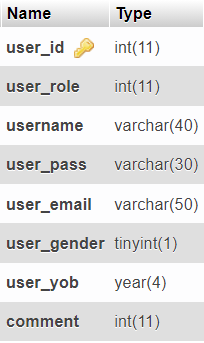 Name Type
user_id int(11)
user_role int(11)
username varchar(40)
user_pass varchar(30)
user_email varchar(50)
user_gender tinyint(1)
user_yob year(4)
comment int(11)